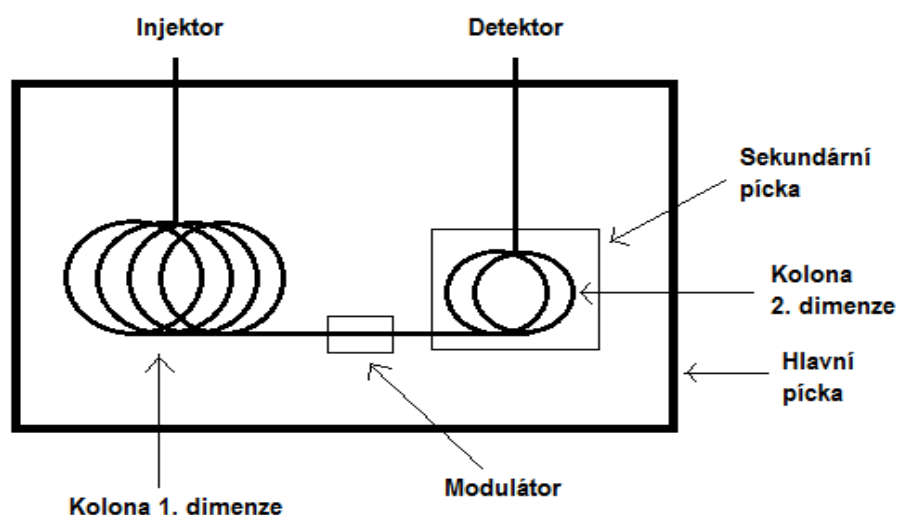 Injektor
Detektor
Sekundární
pícka
Kolona
2. dimenze
Hlavní
pícka
Modulátor
Kolona 1. dimenze